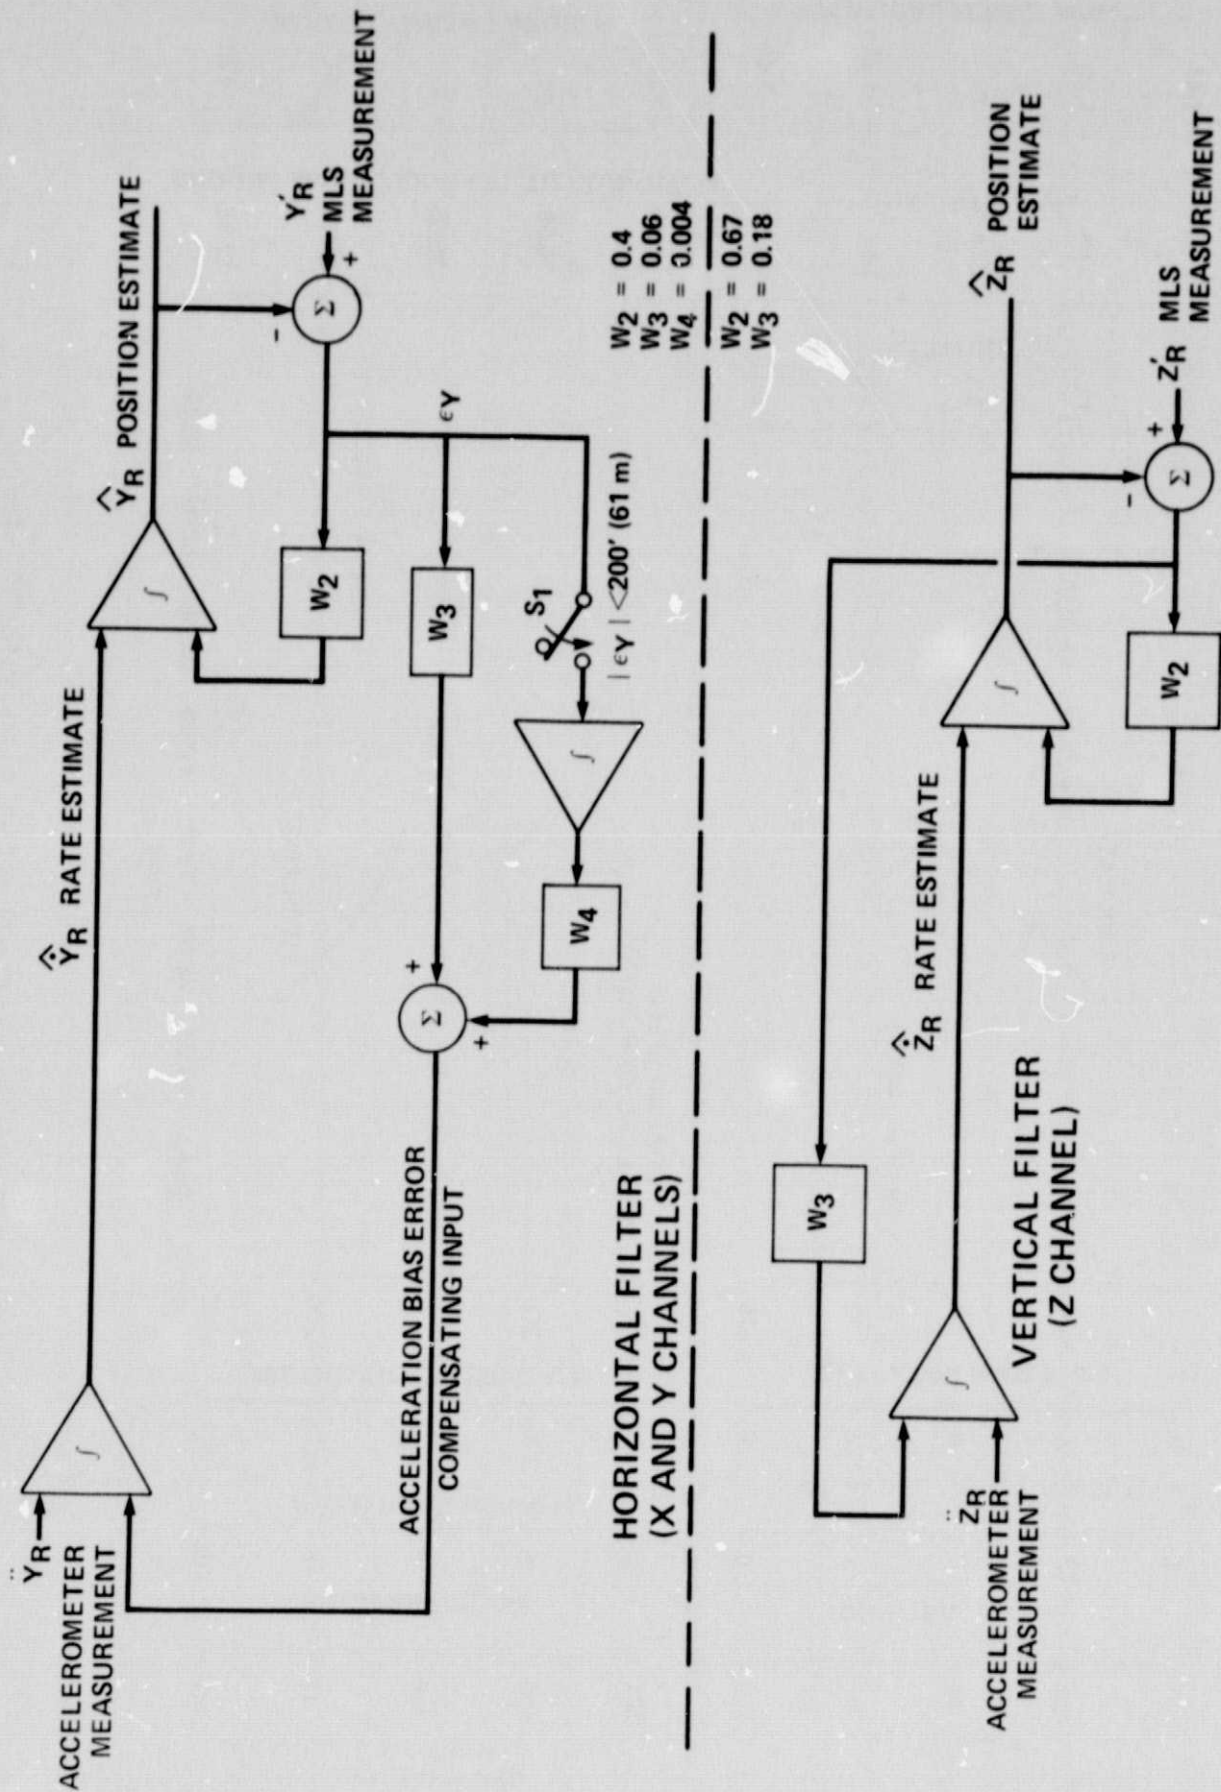 Ÿ_R
ACCELEROMETER
MEASUREMENT
∫
Ẏ̂_R RATE ESTIMATE
∫
Ŷ_R POSITION ESTIMATE
W2
-
Σ
+
Y'_R
MLS
MEASUREMENT
εY
W3
S1
|εY| <200' (61 m)
∫
W4
+
Σ
+
ACCELERATION BIAS ERROR
COMPENSATING INPUT
HORIZONTAL FILTER
(X AND Y CHANNELS)
W2 = 0.4
W3 = 0.06
W4 = 0.004
W2 = 0.67
W3 = 0.18
W3
Z̈_R
ACCELEROMETER
MEASUREMENT
∫
Ż̂_R RATE ESTIMATE
∫
Ẑ_R POSITION
ESTIMATE
W2
-
Σ
+
Z'_R MLS
MEASUREMENT
VERTICAL FILTER
(Z CHANNEL)